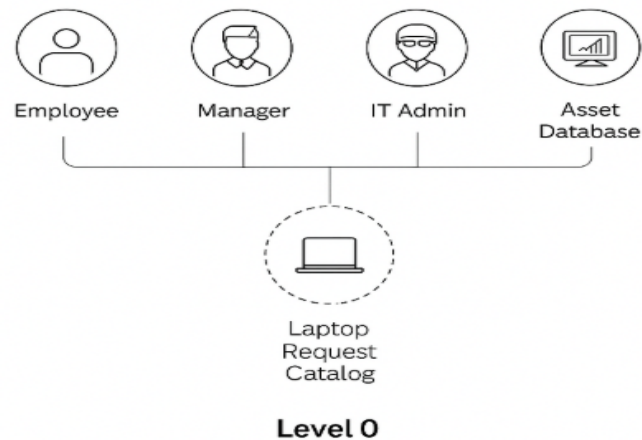 Employee
Manager
IT Admin
Asset
Database
Laptop
Request
Catalog
Level 0